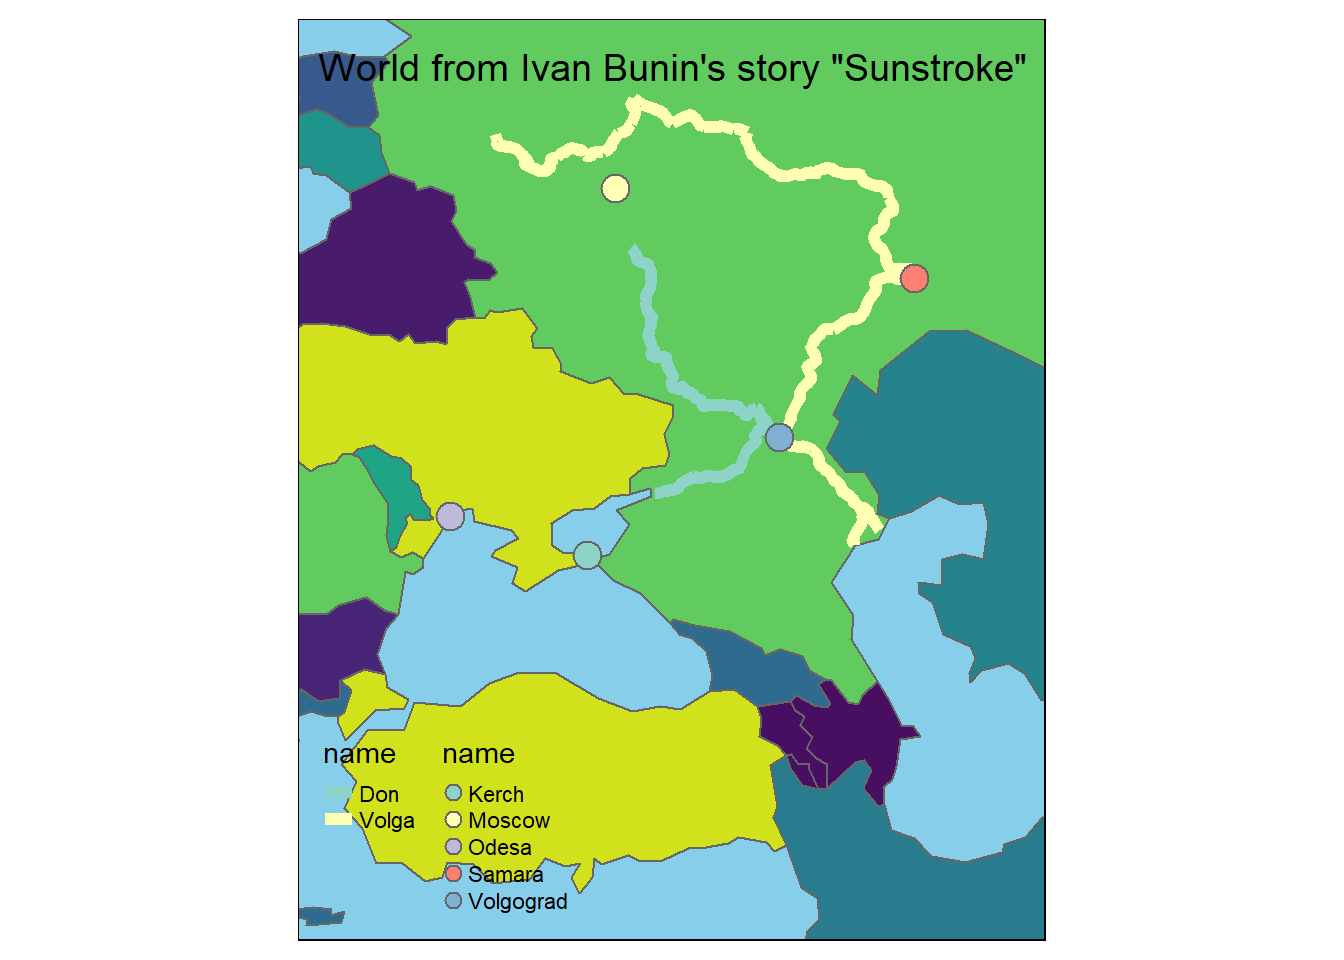 World from Ivan Bunin's story "Sunstroke"
name
Don
Volga
name
Kerch
Moscow
Odesa
Samara
Volgograd